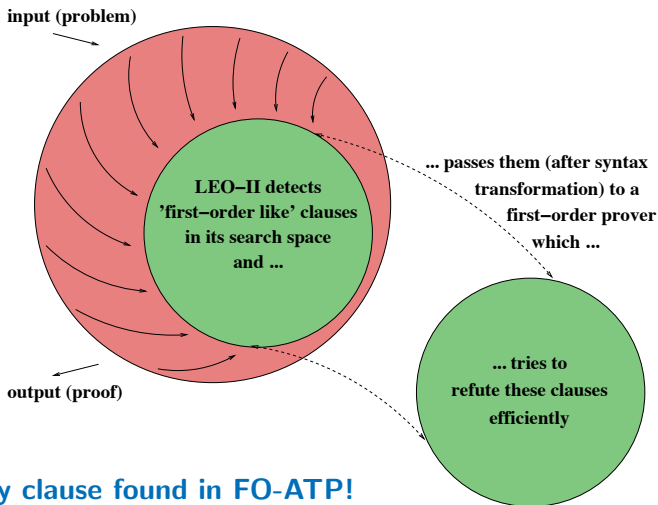 input (problem)
LEO–II detects
’first–order like’ clauses
in its search space
and ...
... passes them (after syntax
transformation) to a
first–order prover
which ...
... tries to
refute these clauses
efficiently
output (proof)
clause found in FO-ATP!